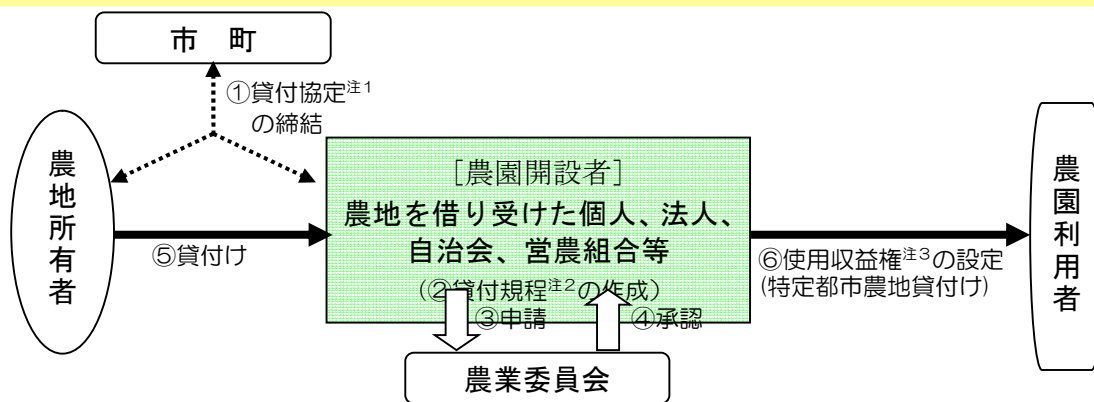 市 町
①貸付協定注1
の締結
農地所有者
[農園開設者]
農地を借り受けた個人、法人、
自治会、営農組合等
(②貸付規程注2の作成)
⑤貸付け
③申請
④承認
⑥使用収益権注3の設定
(特定都市農地貸付け)
農園利用者
農業委員会